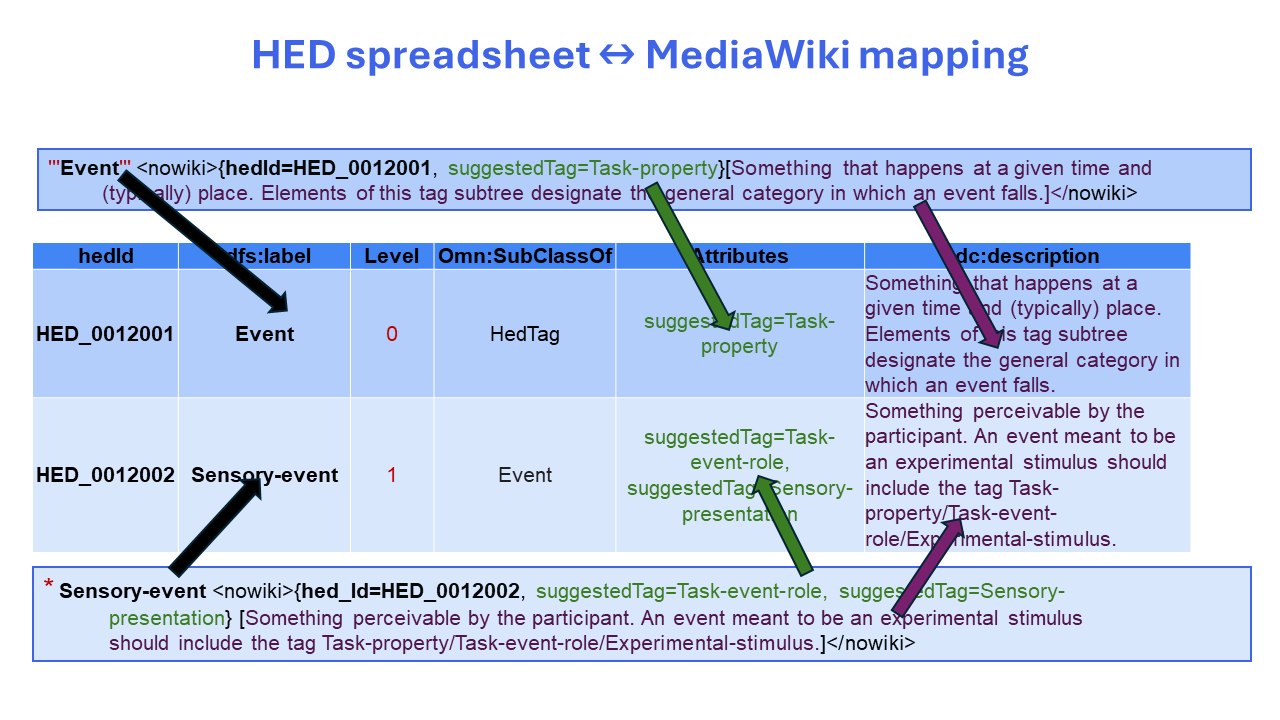 HED spreadsheet ↔ MediaWiki mapping
'''Event''' <nowiki>{hedId=HED_0012001, suggestedTag=Task-property}[Something that happens at a given time and
(typically) place. Elements of this tag subtree designate the general category in which an event falls.]</nowiki>
hedId rdfs:label Level Omn:SubClassOf Attributes dc:description
HED_0012001 Event 0 HedTag
suggestedTag=Task-
property
Something that happens at a
given time and (typically) place.
Elements of this tag subtree
designate the general category in
which an event falls.
HED_0012002 Sensory-event 1 Event
suggestedTag=Task-
event-role,
suggestedTag=Sensory-
presentation
Something perceivable by the
participant. An event meant to be
an experimental stimulus should
include the tag Task-
property/Task-event-
role/Experimental-stimulus.
* Sensory-event <nowiki>{hed_Id=HED_0012002, suggestedTag=Task-event-role, suggestedTag=Sensory-
presentation} [Something perceivable by the participant. An event meant to be an experimental stimulus
should include the tag Task-property/Task-event-role/Experimental-stimulus.]</nowiki>